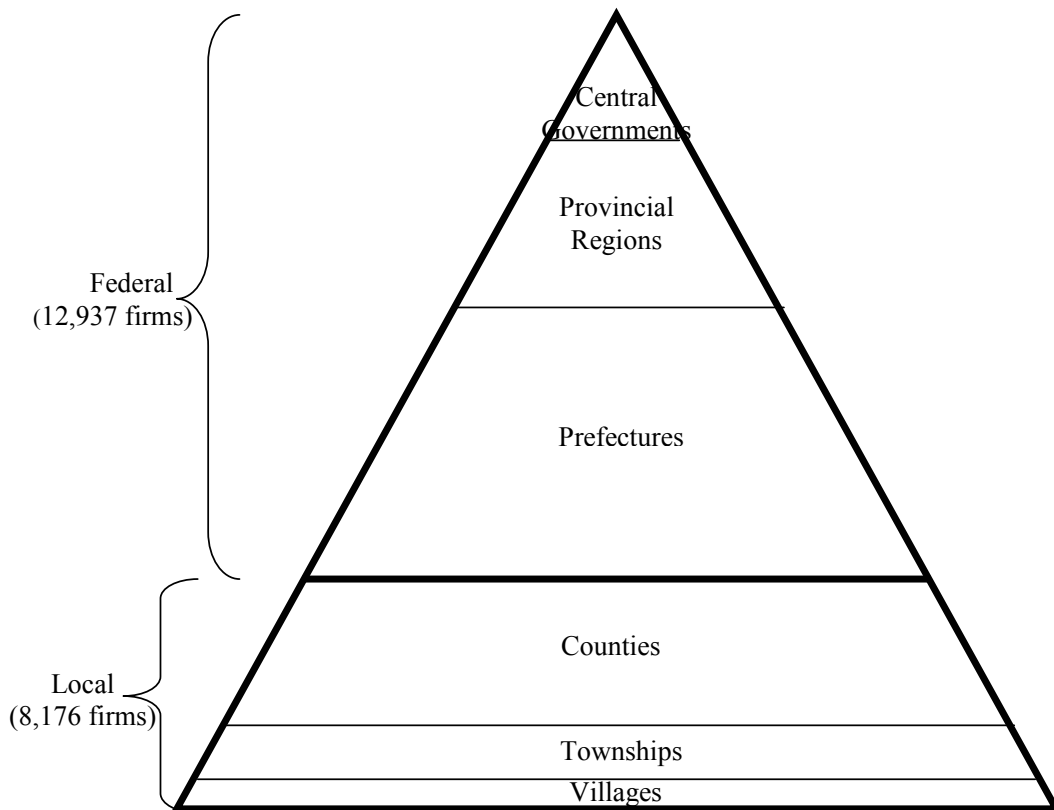 Central
Governments
Provincial
Regions
Federal
(12,937 firms)
Prefectures
Counties
Local
(8,176 firms)
Townships
Villages